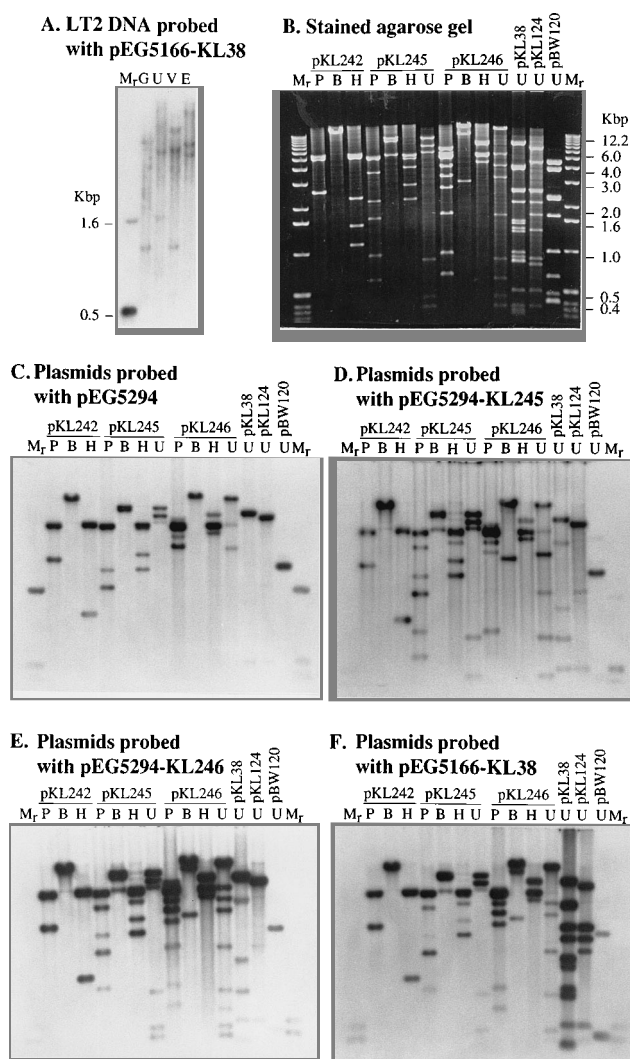 A. LT2 DNA probed
with pEG5166-KL38
Mr G U V E
Kbp
1.6
0.5
B. Stained agarose gel
pKL242 pKL245 pKL246 pKL38 pKL124 pBW120
Mr P B H P B H U P B H U U U U Mr
Kbp
12.2
6.0
4.0
3.0
2.0
1.6
1.0
0.5
0.4
C. Plasmids probed
with pEG5294
pKL242 pKL245 pKL246 pKL38 pKL124 pBW120
Mr P B H P B H U P B H U U U U Mr
D. Plasmids probed
with pEG5294-KL245
pKL242 pKL245 pKL246 pKL38 pKL124 pBW120
Mr P B H P B H U P B H U U U U Mr
E. Plasmids probed
with pEG5294-KL246
pKL242 pKL245 pKL246 pKL38 pKL124 pBW120
Mr P B H P B H U P B H U U U U Mr
F. Plasmids probed
with pEG5166-KL38
pKL242 pKL245 pKL246 pKL38 pKL124 pBW120
Mr P B H P B H U P B H U U U U Mr